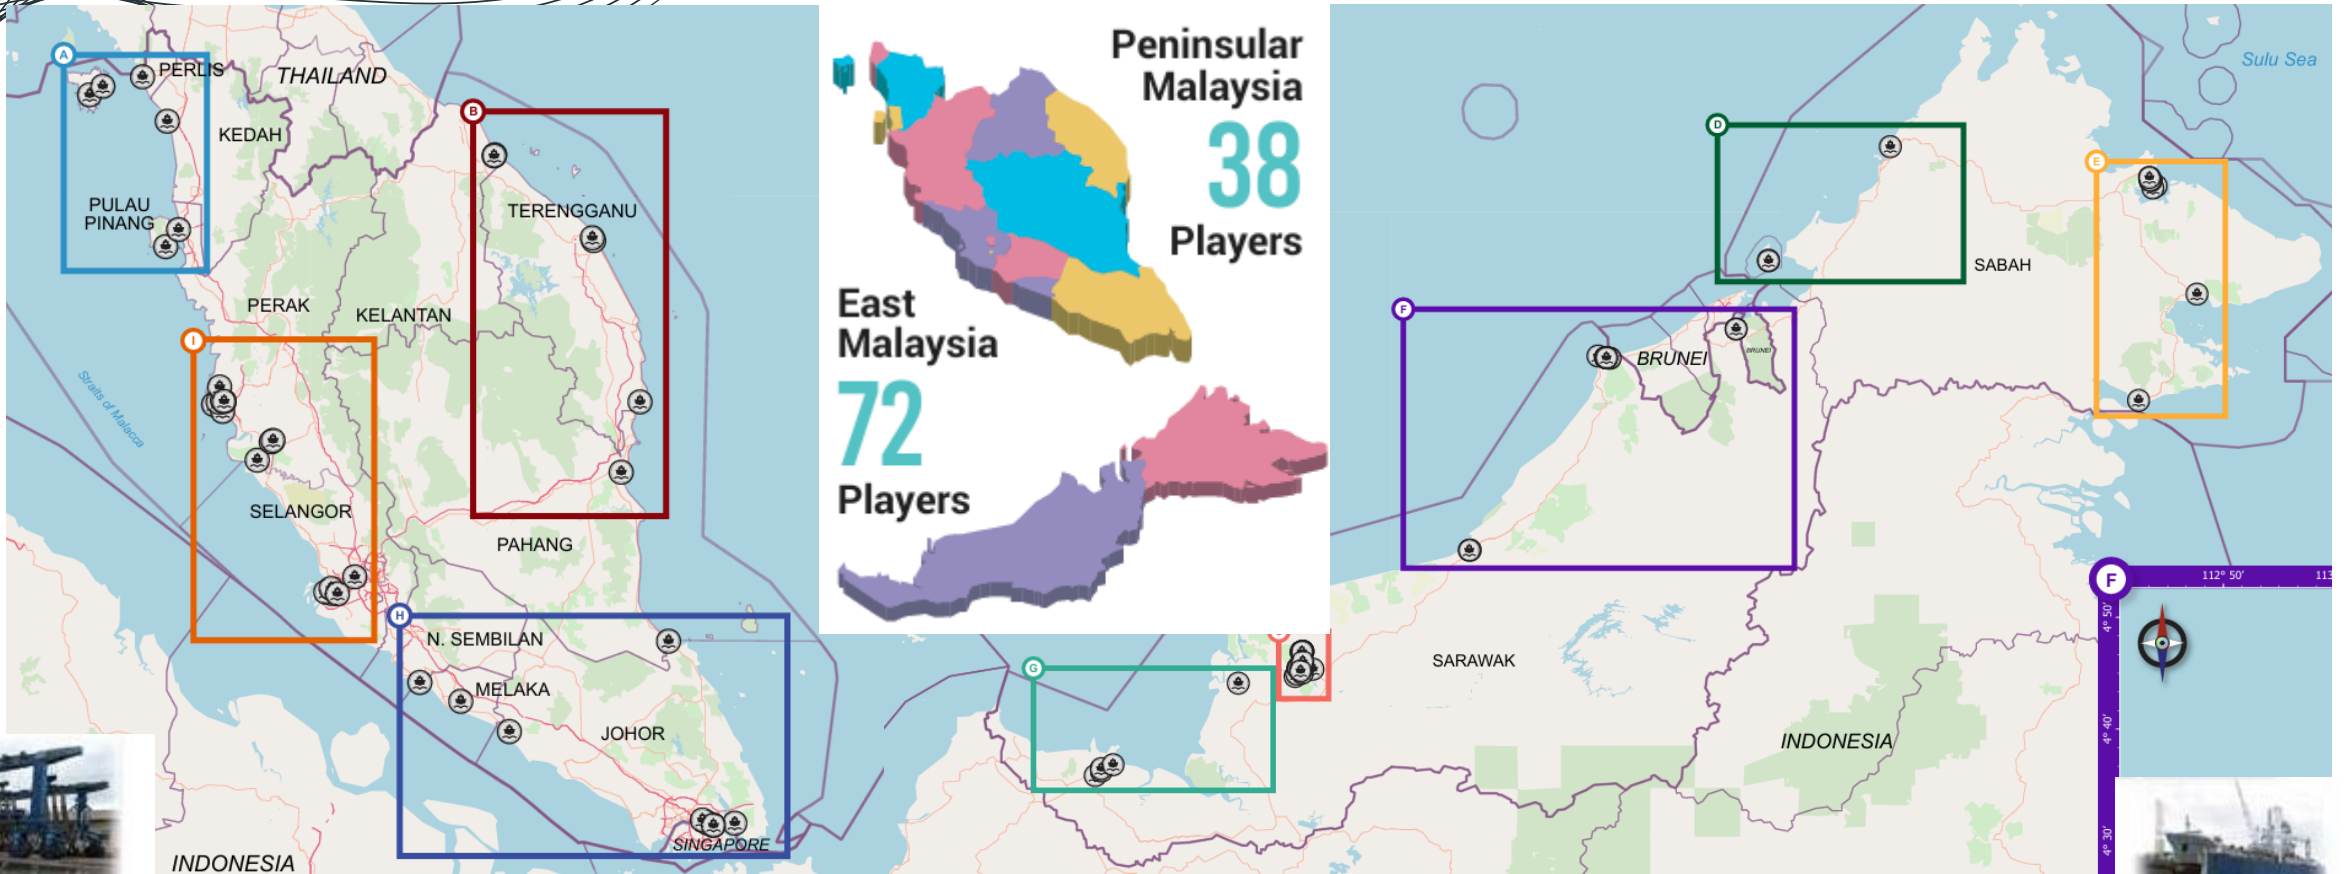 A
PERLIS
THAILAND
KEDAH
PULAU
PINANG
B
TERENGGANU
PERAK
KELANTAN
I
Straits of Malacca
SELANGOR
PAHANG
H
N. SEMBILAN
MELAKA
JOHOR
SINGAPORE
INDONESIA
Peninsular
Malaysia
38
Players
East
Malaysia
72
Players
Sulu Sea
D
E
SABAH
F
BRUNEI
BRUNEI
G
SARAWAK
INDONESIA
F
112° 50'
113
4° 50'
4° 40'
4° 30'